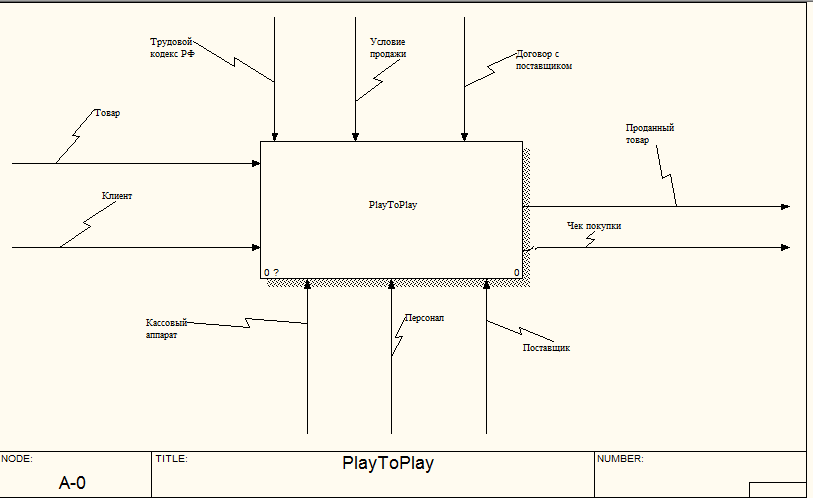 Трудовой
кодекс РФ
Условие
продажи
Договор с
поставщиком
Товар
Проданный
товар
Клиент
PlayToPlay
Чек покупки
0 ?
0
Кассовый
аппарат
Персонал
Поставщик
NODE:
A-0
TITLE:
PlayToPlay
NUMBER: